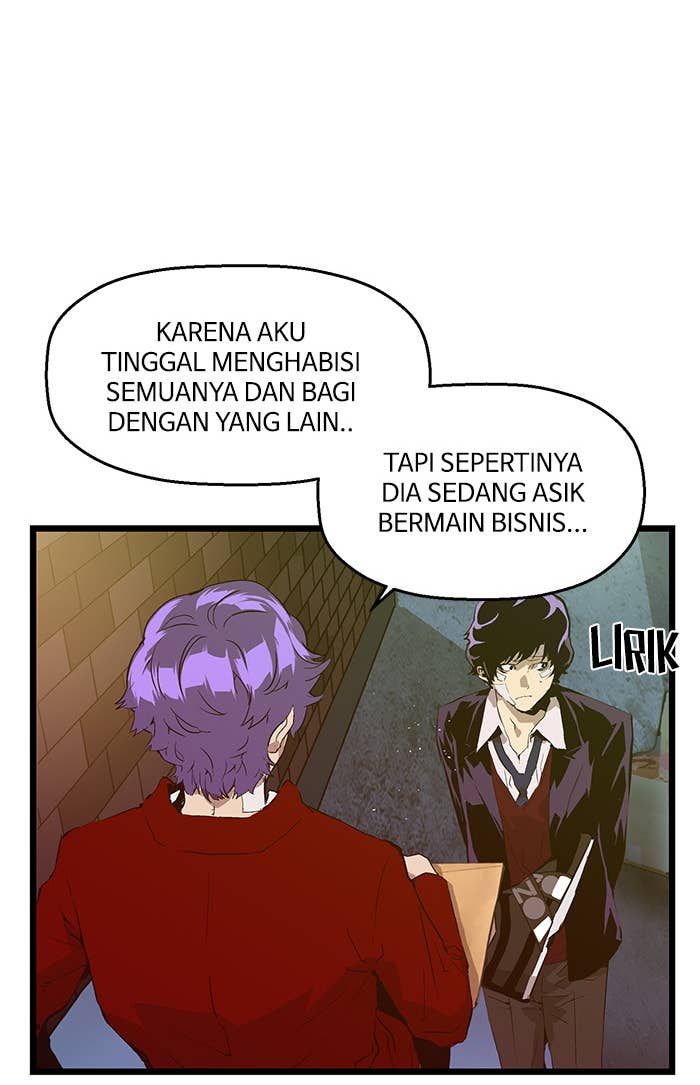 KARENA AKU
TINGGAL MENGHABISI
SEMUANYA DAN BAGI
DENGAN YANG LAIN..
TAPI SEPERTINYA
DIA SEDANG ASIK
BERMAIN BISNIS...
LIRIK